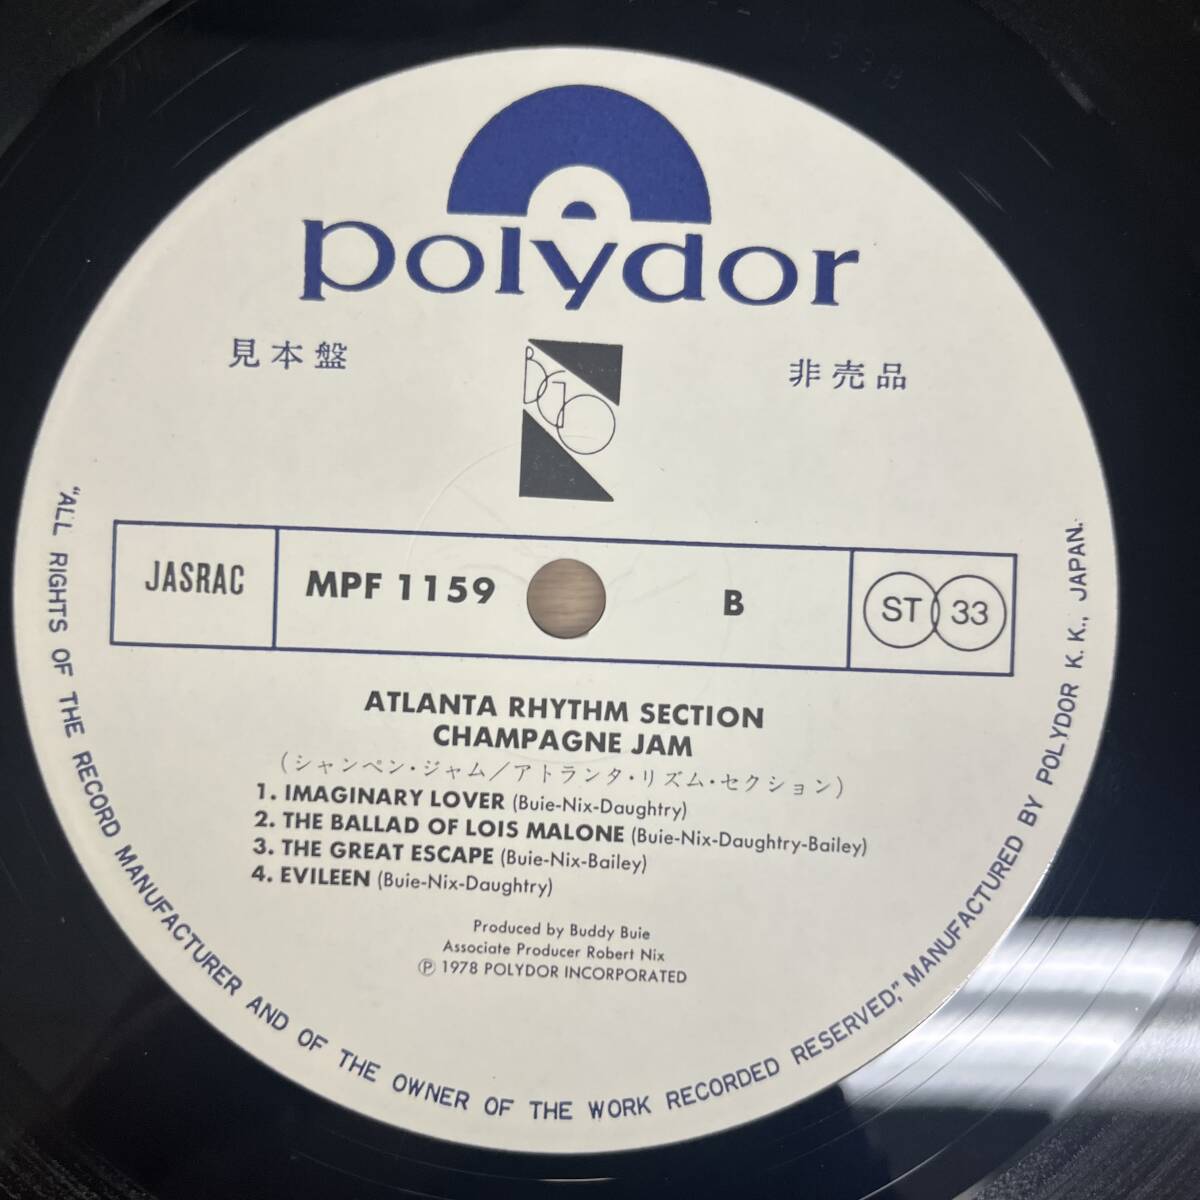 polydor
見本盤
非売品
BGO
JASRAC
MPF 1159
B
ST 33
ATLANTA RHYTHM SECTION
CHAMPAGNE JAM
(シャンペン・ジャム/アトランタ・リズム・セクション)
1. IMAGINARY LOVER (Buie-Nix-Daughtry)
2. THE BALLAD OF LOIS MALONE (Buie-Nix-Daughtry-Bailey)
3. THE GREAT ESCAPE (Buie-Nix-Bailey)
4. EVILEEN (Buie-Nix-Daughtry)
Produced by Buddy Buie
Associate Producer Robert Nix
℗ 1978 POLYDOR INCORPORATED
"ALL RIGHTS OF THE RECORD MANUFACTURER AND OF THE OWNER OF THE WORK RECORDED RESERVED," MANUFACTURED BY POLYDOR K. K., JAPAN.